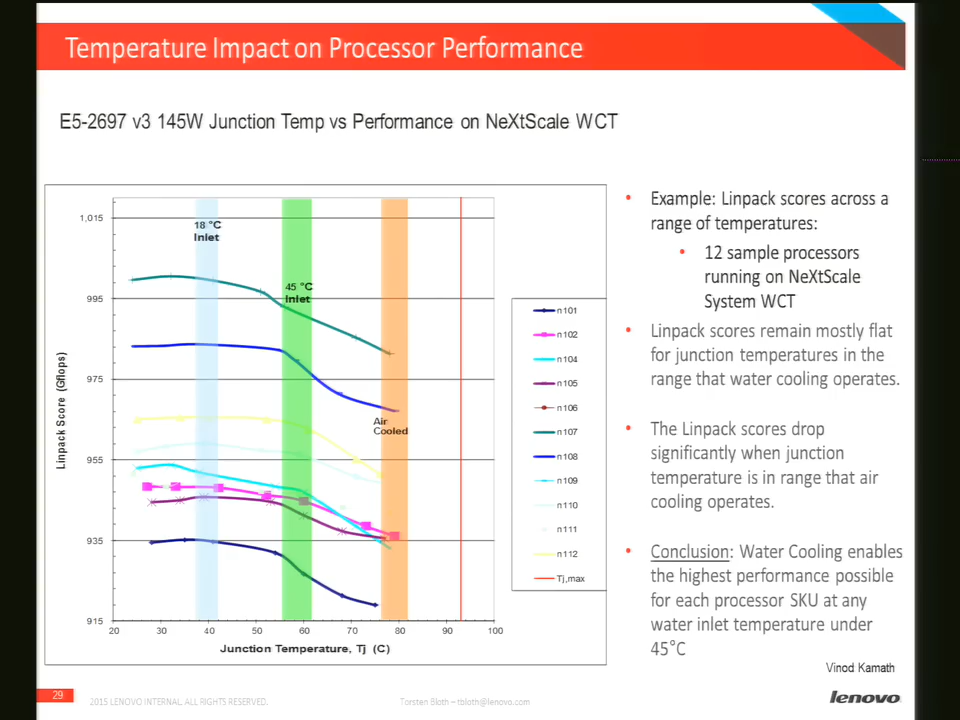 Temperature Impact on Processor Performance
E5-2697 v3 145W Junction Temp vs Performance on NeXtScale WCT
1,015
995
975
955
935
915
Linpack Score (Gflops)
20 30 40 50 60 70 80 90 100
Junction Temperature, Tj (C)
18 °C
Inlet
45 °C
Inlet
Air
Cooled
n101
n102
n104
n105
n106
n107
n108
n109
n110
n111
n112
Tj,max
• Example: Linpack scores across a
range of temperatures:
• 12 sample processors
running on NeXtScale
System WCT
• Linpack scores remain mostly flat
for junction temperatures in the
range that water cooling operates.
• The Linpack scores drop
significantly when junction
temperature is in range that air
cooling operates.
• Conclusion: Water Cooling enables
the highest performance possible
for each processor SKU at any
water inlet temperature under
45°C
Vinod Kamath
29
2015 LENOVO INTERNAL. ALL RIGHTS RESERVED.
Torsten Bloth – tbloth@lenovo.com
lenovo